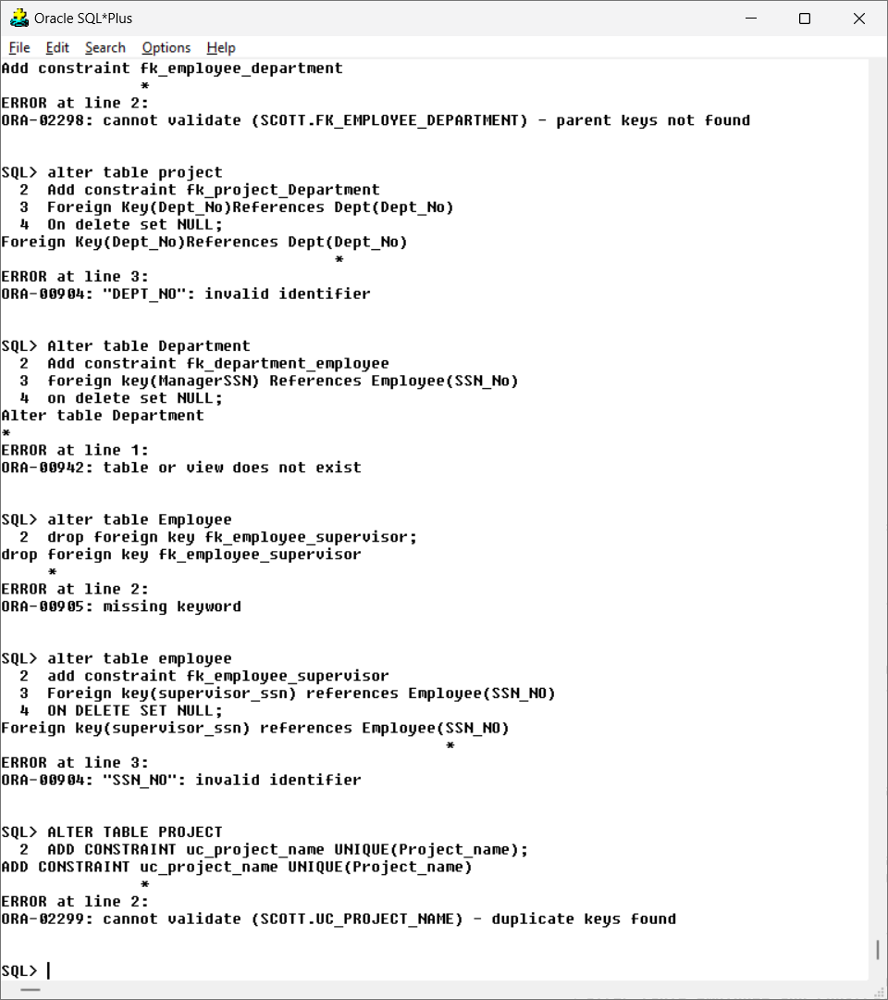 Oracle SQL*Plus
File Edit Search Options Help
Add constraint fk_employee_department
*
ERROR at line 2:
ORA-02298: cannot validate (SCOTT.FK_EMPLOYEE_DEPARTMENT) - parent keys not found
SQL> alter table project
2 Add constraint fk_project_Department
3 Foreign Key(Dept_No)References Dept(Dept_No)
4 On delete set NULL;
Foreign Key(Dept_No)References Dept(Dept_No)
*
ERROR at line 3:
ORA-00904: "DEPT_NO": invalid identifier
SQL> Alter table Department
2 Add constraint fk_department_employee
3 foreign key(ManagerSSN) References Employee(SSN_No)
4 on delete set NULL;
Alter table Department
*
ERROR at line 1:
ORA-00942: table or view does not exist
SQL> alter table Employee
2 drop foreign key fk_employee_supervisor;
drop foreign key fk_employee_supervisor
*
ERROR at line 2:
ORA-00905: missing keyword
SQL> alter table employee
2 add constraint fk_employee_supervisor
3 Foreign key(supervisor_ssn) references Employee(SSN_NO)
4 ON DELETE SET NULL;
Foreign key(supervisor_ssn) references Employee(SSN_NO)
*
ERROR at line 3:
ORA-00904: "SSN_NO": invalid identifier
SQL> ALTER TABLE PROJECT
2 ADD CONSTRAINT uc_project_name UNIQUE(Project_name);
ADD CONSTRAINT uc_project_name UNIQUE(Project_name)
*
ERROR at line 2:
ORA-02299: cannot validate (SCOTT.UC_PROJECT_NAME) - duplicate keys found
SQL>